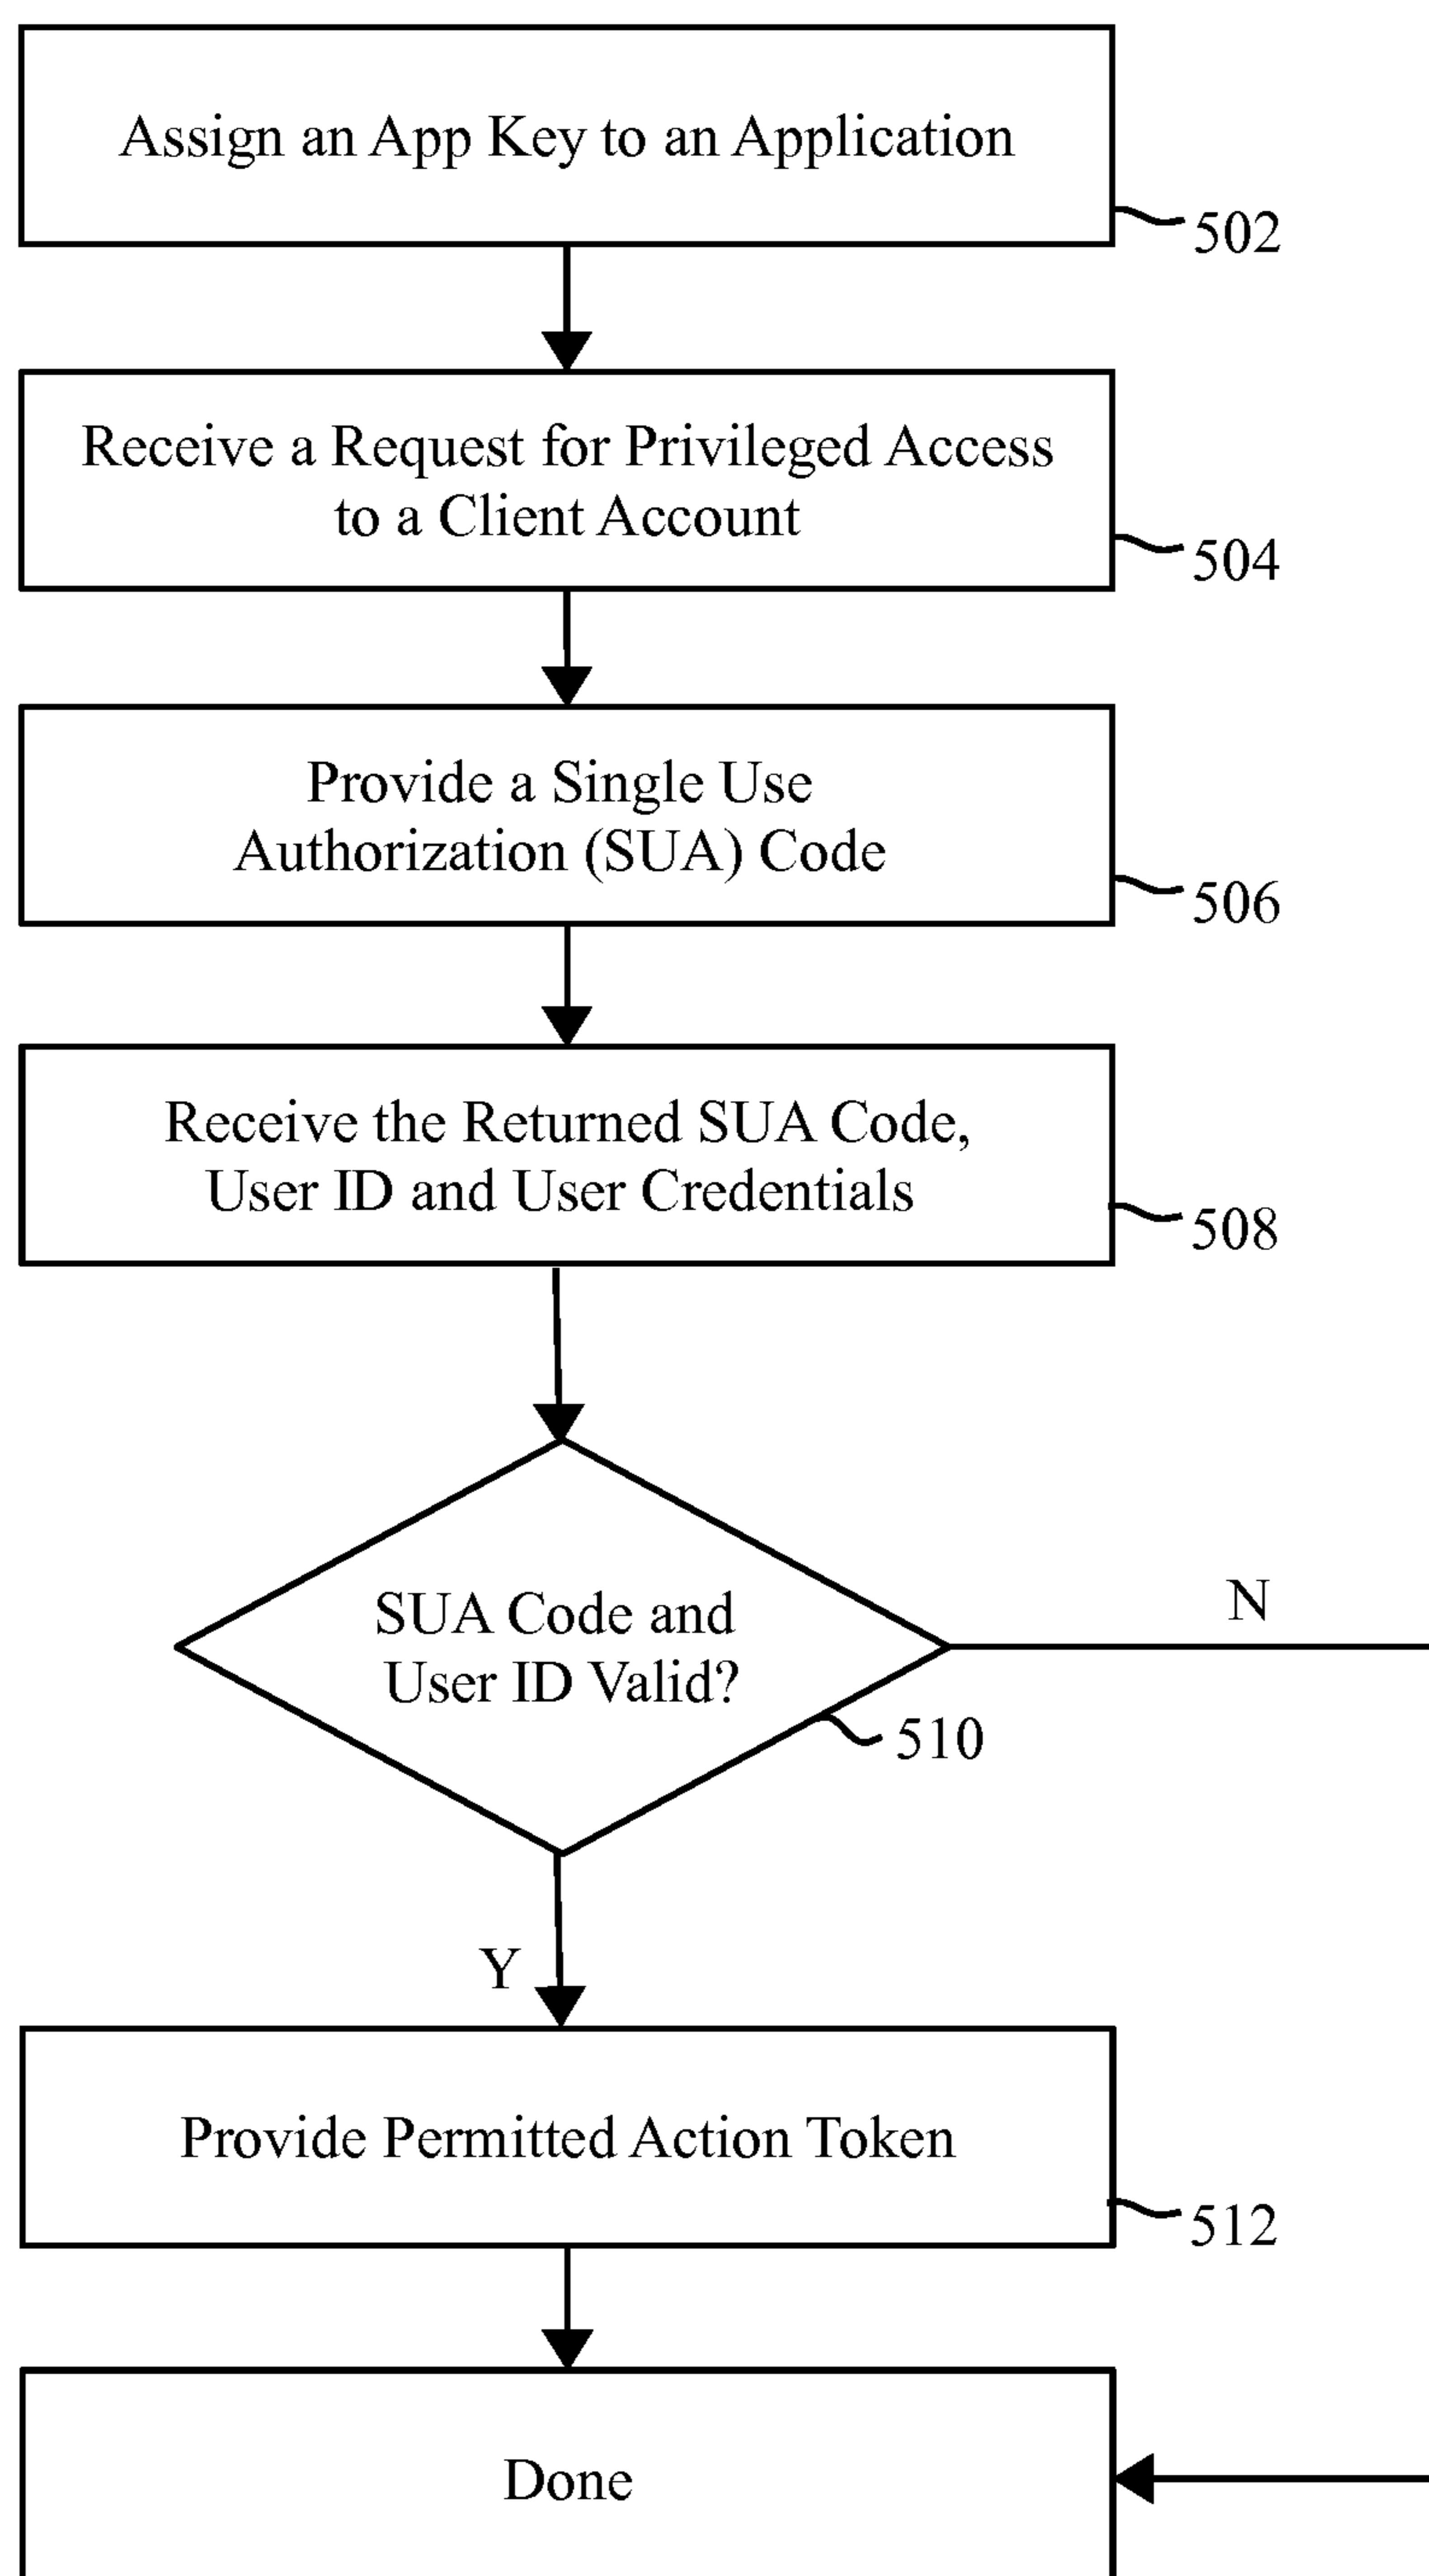 Assign an App Key to an Application
502
Receive a Request for Privileged Access
to a Client Account
504
Provide a Single Use
Authorization (SUA) Code
506
Receive the Returned SUA Code,
User ID and User Credentials
508
SUA Code and
User ID Valid?
N
510
Y
Provide Permitted Action Token
512
Done